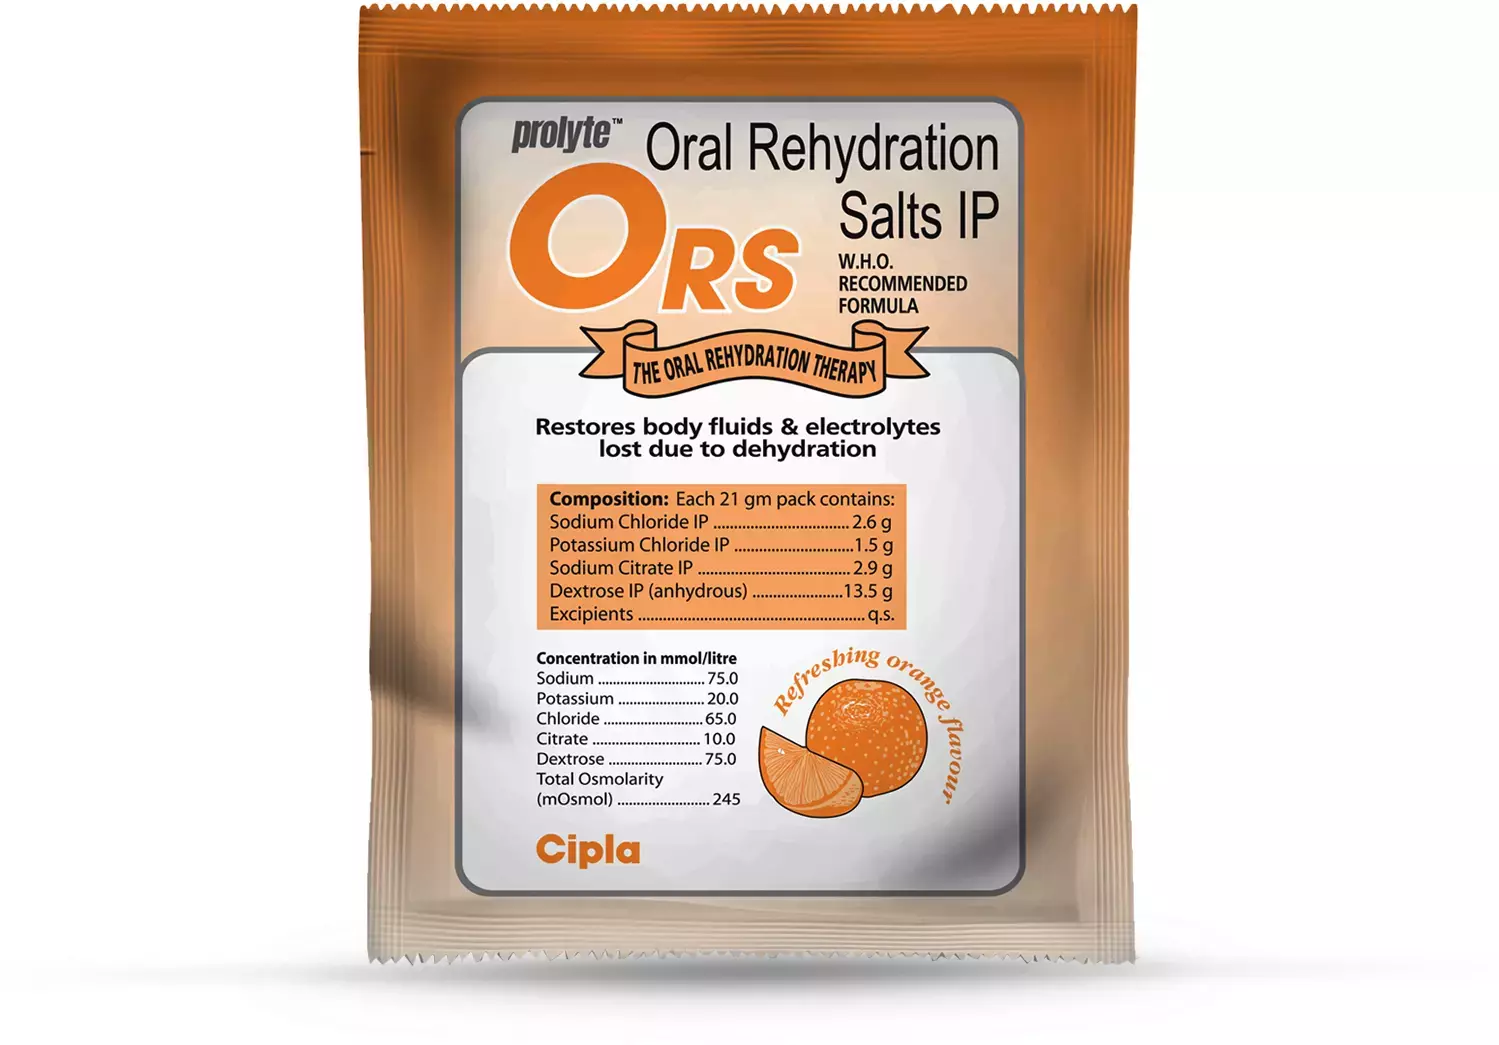 prolyte™
Oral Rehydration
Salts IP
ORS
W.H.O.
RECOMMENDED
FORMULA
THE ORAL REHYDRATION THERAPY
Restores body fluids & electrolytes
lost due to dehydration
Composition: Each 21 gm pack contains:
Sodium Chloride IP ................................. 2.6 g
Potassium Chloride IP .............................1.5 g
Sodium Citrate IP ..................................... 2.9 g
Dextrose IP (anhydrous) ......................13.5 g
Excipients ....................................................... q.s.
Concentration in mmol/litre
Sodium .......................... 75.0
Potassium ..................... 20.0
Chloride ........................ 65.0
Citrate .......................... 10.0
Dextrose ....................... 75.0
Total Osmolarity
(mOsmol) ....................... 245
Refreshing orange flavour
Cipla